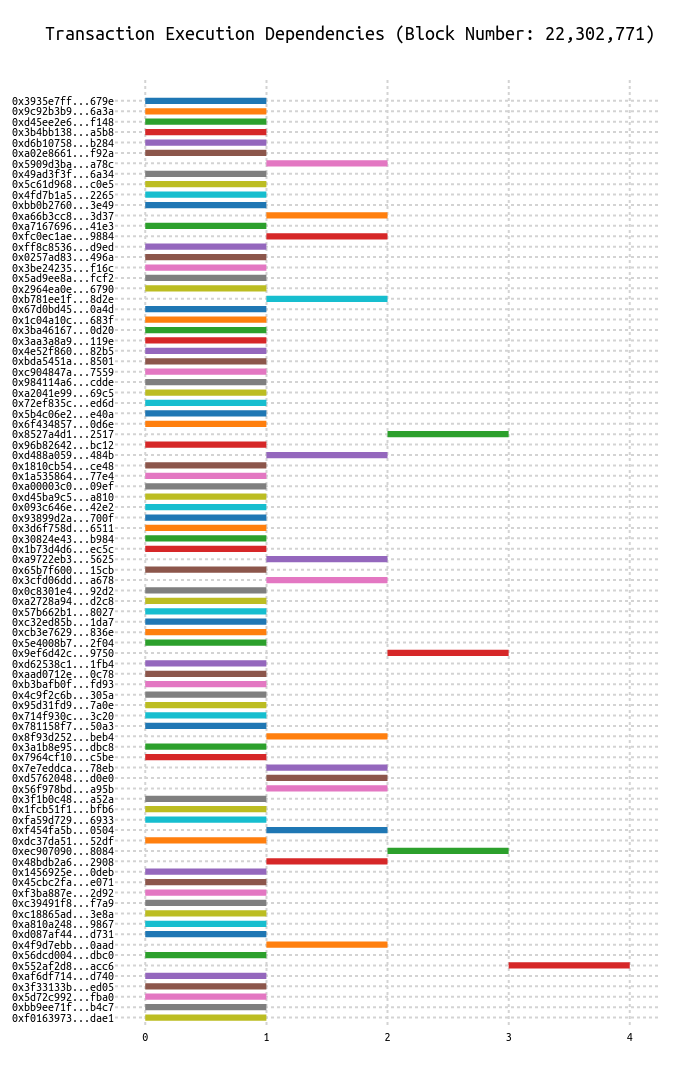 Transaction Execution Dependencies (Block Number: 22,302,771)
0x3935e7ff...679e
0x9c92b3b9...6a3a
0xd45ee2e6...f148
0x3b4bb138...a5b8
0xd6b10758...b284
0xa02e8661...f92a
0x5909d3ba...a78c
0x49ad3f3f...6a34
0x5c61d968...c0e5
0x4fd7b1a5...2265
0xbb0b2760...3e49
0xa66b3cc8...3d37
0xa7167696...41e3
0xfc0ec1ae...9884
0xff8c8536...d9ed
0x0257ad83...496a
0x3be24235...f16c
0x5ad9ee8a...fcf2
0x2964ea0e...6790
0xb781ee1f...8d2e
0x67d0bd45...0a4d
0x1c04a10c...683f
0x3ba46167...0d20
0x3aa3a8a9...119e
0x4e52f860...82b5
0xbda5451a...8501
0xc904847a...7559
0x984114a6...cdde
0xa2041e99...69c5
0x72ef835c...ed6d
0x5b4c06e2...e40a
0x6f434857...0d6e
0x8527a4d1...2517
0x96b82642...bc12
0xd488a059...484b
0x1810cb54...ce48
0x1a535864...77e4
0xa00003c0...09ef
0xd45ba9c5...a810
0x093c646e...42e2
0x93899d2a...700f
0x3d6f758d...6511
0x30824e43...b984
0x1b73d4d6...ec5c
0xa9722eb3...5625
0x65b7f600...15cb
0x3cfd06dd...a678
0x0c8301e4...92d2
0xa2728a94...d2c8
0x57b662b1...8027
0xc32ed85b...1da7
0xcb3e7629...836e
0x5e4008b7...2f04
0x9ef6d42c...9750
0xd62538c1...1fb4
0xaad0712e...0c78
0xb3bafb0f...fd93
0x4c9f2c6b...305a
0x95d31fd9...7a0e
0x714f930c...3c20
0x781158f7...50a3
0x8f93d252...beb4
0x3a1b8e95...dbc8
0x7964cf10...c5be
0x7e7eddca...78eb
0xd5762048...d0e0
0x56f978bd...a95b
0x3f1b0c48...a52a
0x1fcb51f1...bfb6
0xfa59d729...6933
0xf454fa5b...0504
0xdc37da51...52df
0xec907090...8084
0x48bdb2a6...2908
0x1456925e...0deb
0x45cbc2fa...e071
0xf3ba887e...2d92
0xc39491f8...f7a9
0xc18865ad...3e8a
0xa810a248...9867
0xd087af44...d731
0x4f9d7ebb...0aad
0x56dcd004...dbc0
0x552af2d8...acc6
0xaf6df714...d740
0x3f33133b...ed05
0x5d72c992...fba0
0xbb9ee71f...b4c7
0xf0163973...dae1
0 1 2 3 4